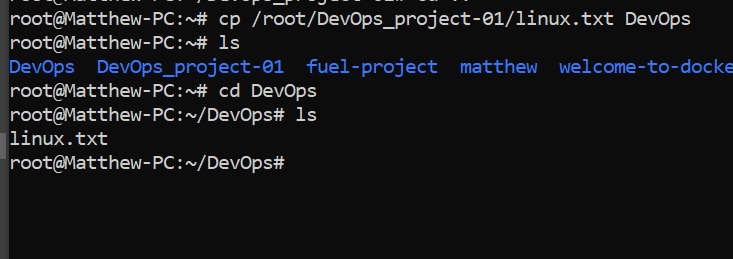 root@Matthew-PC:~# cp /root/DevOps_project-01/linux.txt DevOps
root@Matthew-PC:~# ls
DevOps  DevOps_project-01  fuel-project  matthew  welcome-to-docke
root@Matthew-PC:~# cd DevOps
root@Matthew-PC:~/DevOps# ls
linux.txt
root@Matthew-PC:~/DevOps#